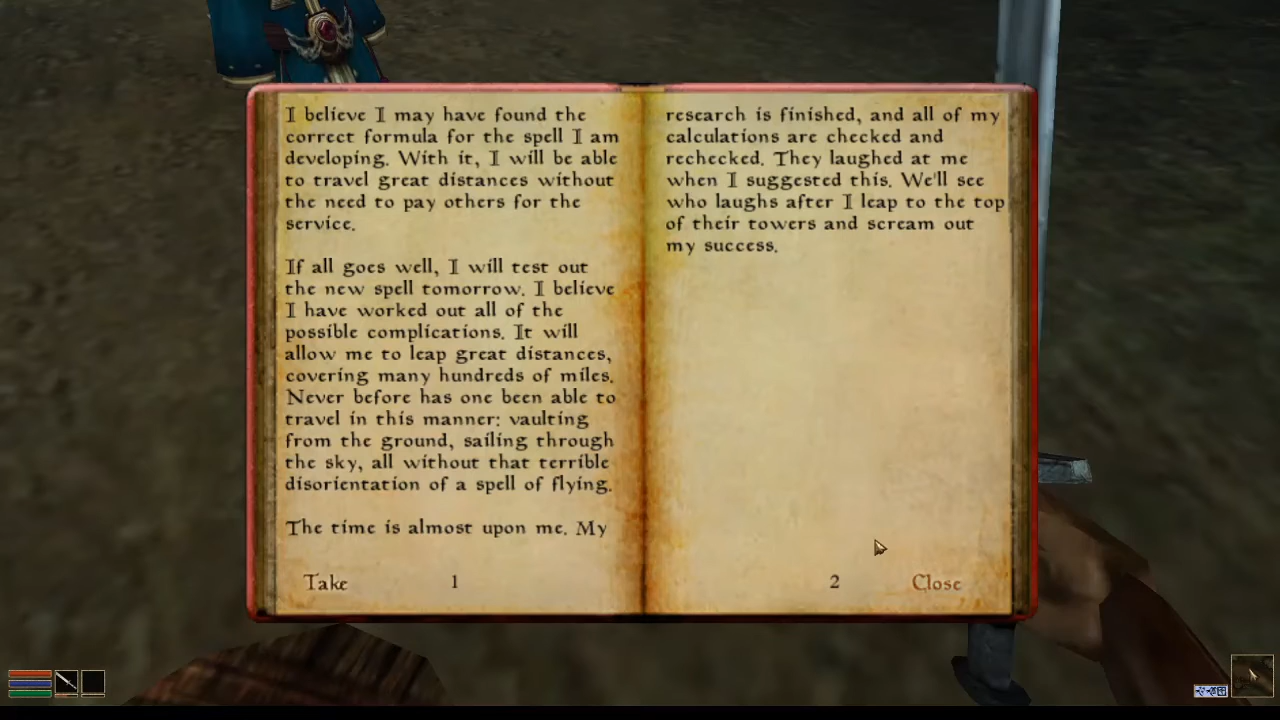 I believe I may have found the
correct formula for the spell I am
developing. With it, I will be able
to travel great distances without
the need to pay others for the
service.
If all goes well, I will test out
the new spell tomorrow. I believe
I have worked out all of the
possible complications. It will
allow me to leap great distances,
covering many hundreds of miles.
Never before has one been able to
travel in this manner: vaulting
from the ground, sailing through
the sky, all without that terrible
disorientation of a spell of flying.
The time is almost upon me. My
Take
1
research is finished, and all of my
calculations are checked and
rechecked. They laughed at me
when I suggested this. We'll see
who laughs after I leap to the top
of their towers and scream out
my success.
2
Close